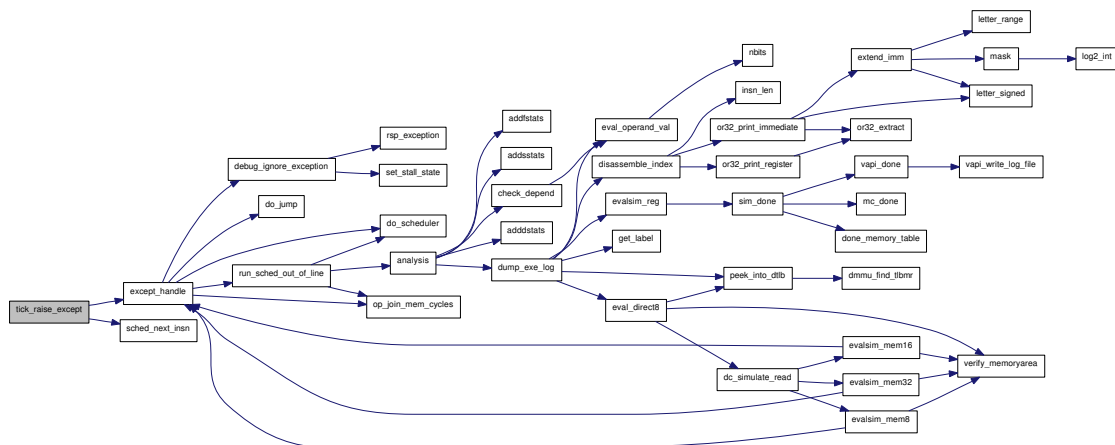 tick_raise_except
except_handle
sched_next_insn
debug_ignore_exception
do_jump
run_sched_out_of_line
rsp_exception
set_stall_state
do_scheduler
analysis
op_join_mem_cycles
addfstats
addsstats
check_depend
adddstats
dump_exe_log
eval_operand_val
disassemble_index
evalsim_reg
get_label
eval_direct8
nbits
insn_len
or32_print_immediate
or32_print_register
sim_done
peek_into_dtlb
dc_simulate_read
extend_imm
or32_extract
vapi_done
mc_done
done_memory_table
dmmu_find_tlbmr
evalsim_mem16
evalsim_mem32
evalsim_mem8
letter_range
mask
letter_signed
vapi_write_log_file
verify_memoryarea
log2_int